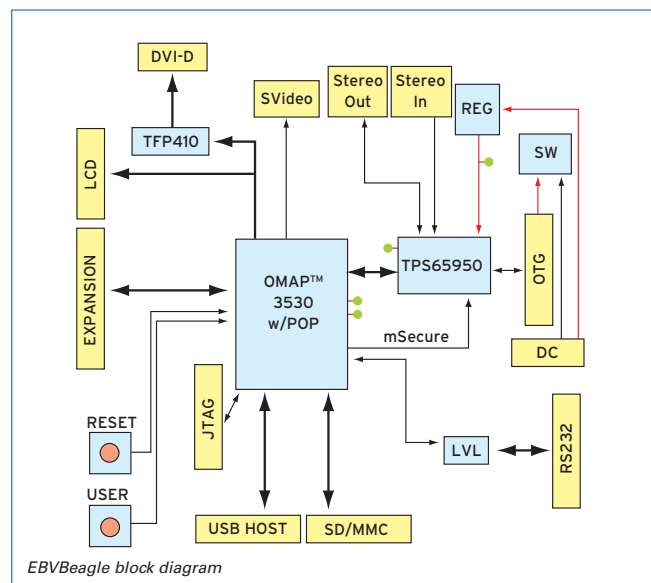 DVI-D
SVideo
Stereo
Out
Stereo
In
REG
TFP410
SW
LCD
EXPANSION
OMAP™
3530
w/POP
TPS65950
OTG
mSecure
DC
JTAG
RESET
LVL
RS232
USER
USB HOST
SD/MMC
EBVBeagle block diagram